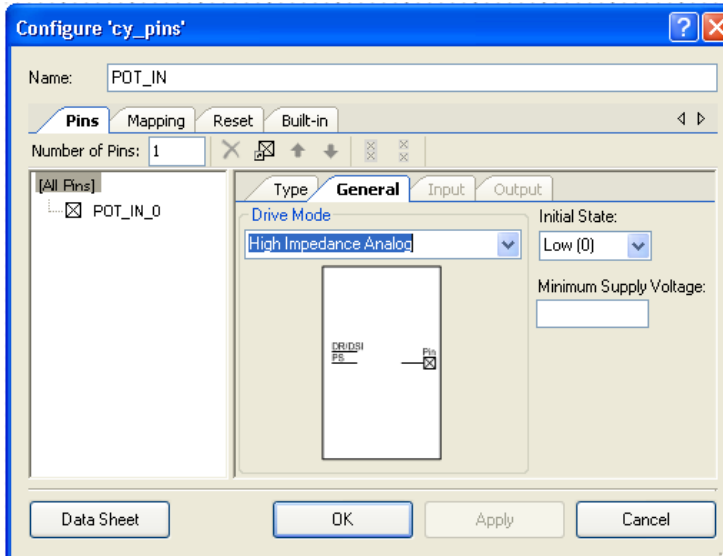 Configure 'cy_pins'
Name: POT_IN
Pins Mapping Reset Built-in
Number of Pins: 1
[All Pins]
POT_IN_0
Type General Input Output
Drive Mode
High Impedance Analog
Initial State:
Low (0)
Minimum Supply Voltage:
DR/DSI
PS
Pin
Data Sheet OK Apply Cancel